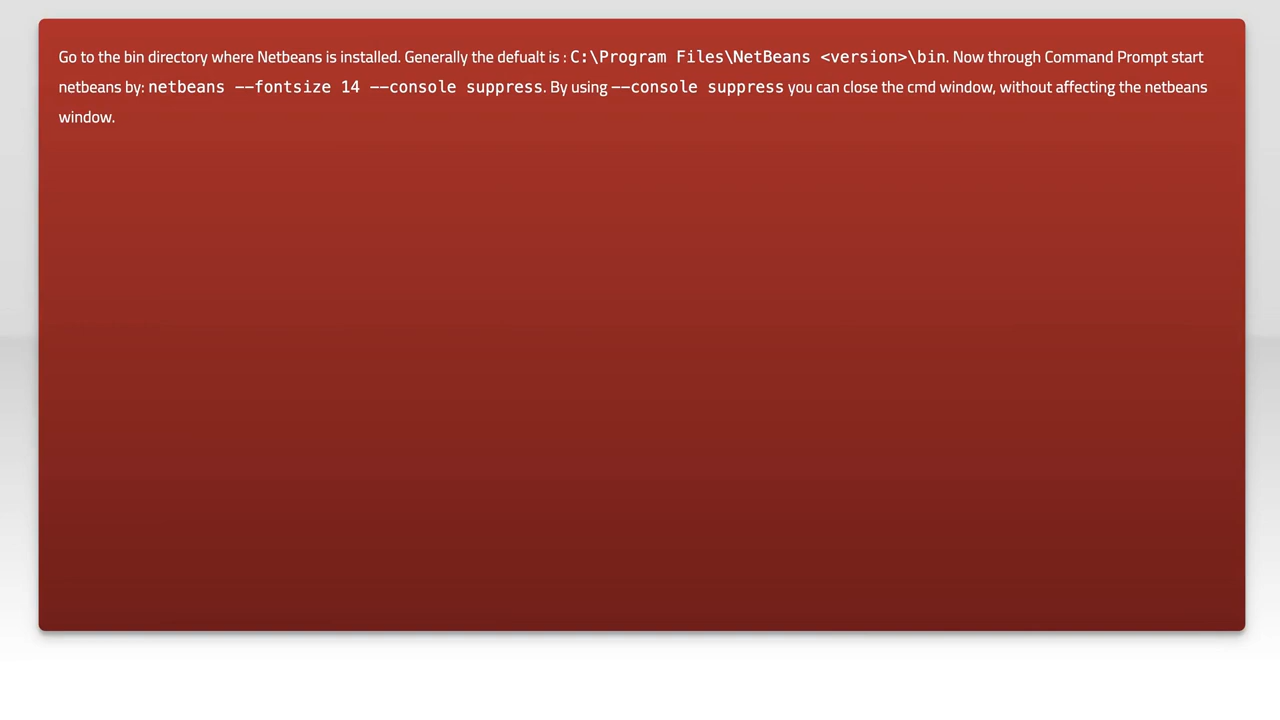 Go to the bin directory where Netbeans is installed. Generally the defualt is : C:\Program Files\NetBeans <version>\bin. Now through Command Prompt start
netbeans by: netbeans --fontsize 14 --console suppress. By using --console suppress you can close the cmd window, without affecting the netbeans
window.